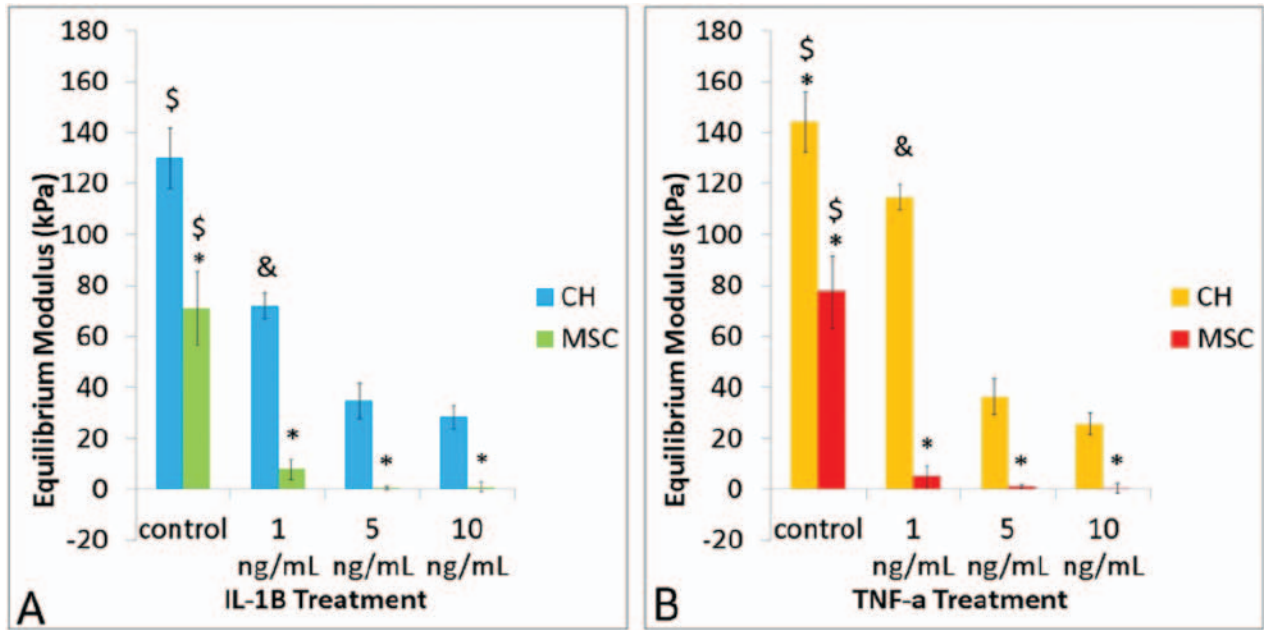 180
160
140
120
100
80
60
40
20
0
-20
Equilibrium Modulus (kPa)
$
$
*
&
*
*
*
CH
MSC
control 1 5 10
ng/mL ng/mL ng/mL
IL-1B Treatment
A
180
160
140
120
100
80
60
40
20
0
-20
Equilibrium Modulus (kPa)
$
*
$
*
&
*
*
*
CH
MSC
control 1 5 10
ng/mL ng/mL ng/mL
TNF-a Treatment
B